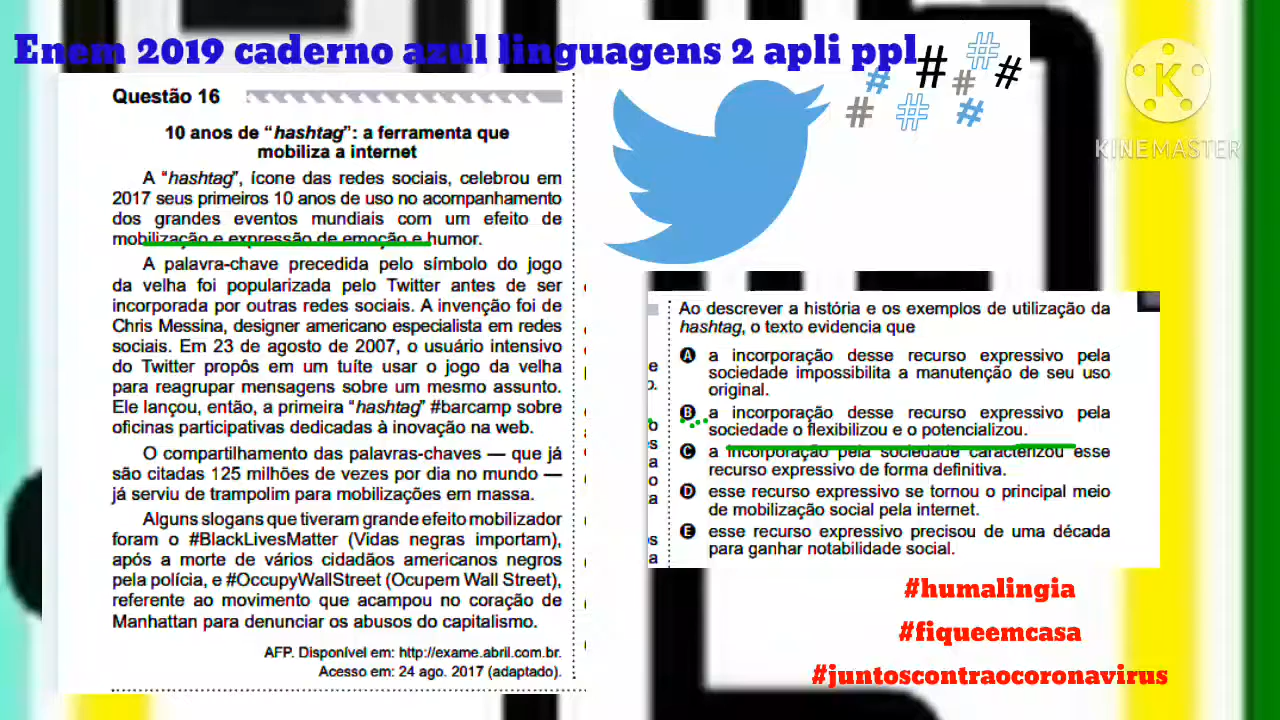 Enem 2019 caderno azul linguagens 2 apli ppl
Questão 16
10 anos de “hashtag”: a ferramenta que
mobiliza a internet
A “hashtag”, ícone das redes sociais, celebrou em
2017 seus primeiros 10 anos de uso no acompanhamento
dos grandes eventos mundiais com um efeito de
mobilização e expressão de emoção e humor.
A palavra-chave precedida pelo símbolo do jogo
da velha foi popularizada pelo Twitter antes de ser
incorporada por outras redes sociais. A invenção foi de
Chris Messina, designer americano especialista em redes
sociais. Em 23 de agosto de 2007, o usuário intensivo
do Twitter propôs em um tuíte usar o jogo da velha
para reagrupar mensagens sobre um mesmo assunto.
Ele lançou, então, a primeira “hashtag” #barcamp sobre
oficinas participativas dedicadas à inovação na web.
O compartilhamento das palavras-chaves — que já
são citadas 125 milhões de vezes por dia no mundo —
já serviu de trampolim para mobilizações em massa.
Alguns slogans que tiveram grande efeito mobilizador
foram o #BlackLivesMatter (Vidas negras importam),
após a morte de vários cidadãos americanos negros
pela polícia, e #OccupyWallStreet (Ocupem Wall Street),
referente ao movimento que acampou no coração de
Manhattan para denunciar os abusos do capitalismo.
AFP. Disponível em: http://exame.abril.com.br.
Acesso em: 24 ago. 2017 (adaptado).
# # # # # # #
K
KINEMASTER
Ao descrever a história e os exemplos de utilização da
hashtag, o texto evidencia que
A a incorporação desse recurso expressivo pela
sociedade impossibilita a manutenção de seu uso
original.
B a incorporação desse recurso expressivo pela
sociedade o flexibilizou e o potencializou.
C a incorporação pela sociedade caracterizou esse
recurso expressivo de forma definitiva.
D esse recurso expressivo se tornou o principal meio
de mobilização social pela internet.
E esse recurso expressivo precisou de uma década
para ganhar notabilidade social.
#humalingia
#fiqueemcasa
#juntoscontraocoronavirus